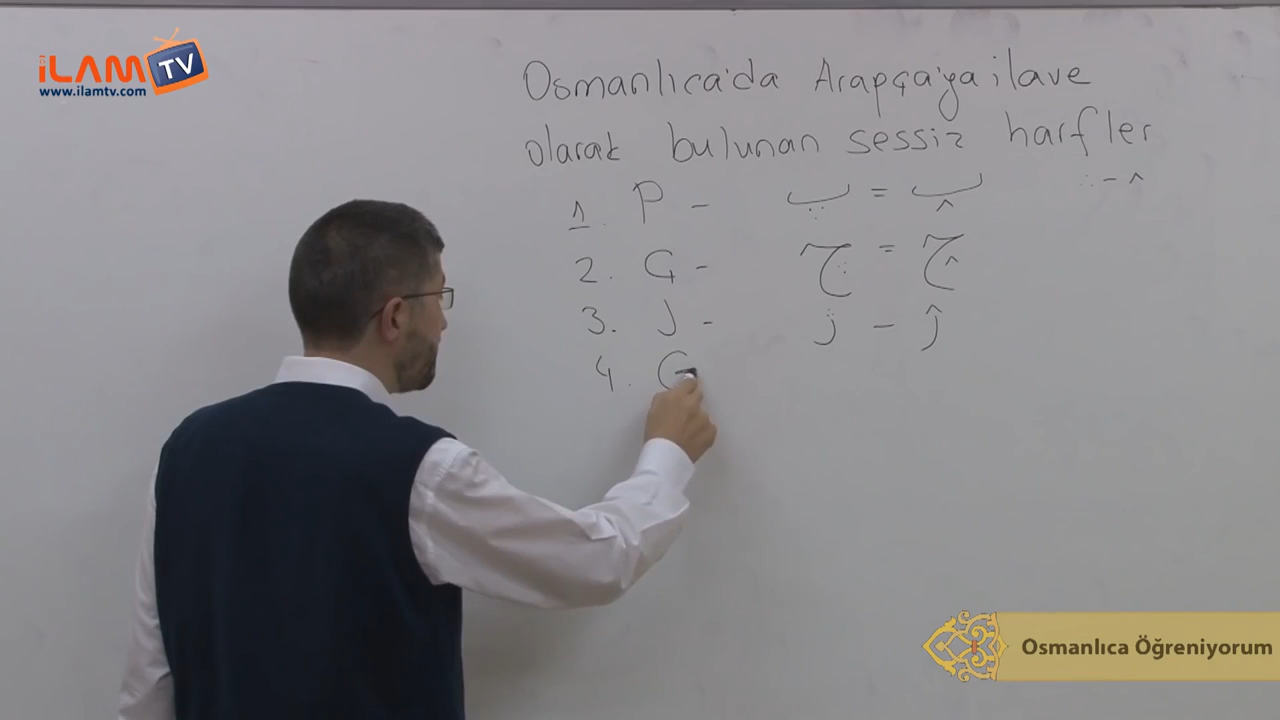 iLAM TV
www.ilamtv.com
Osmanlıca'da Arapça'ya ilave
olarak bulunan sessiz harfler
1. P - پ = ب^ ∴ - ^
2. Ç - چ = ج^
3. J - ژ - ز^
4. G
Osmanlıca Öğreniyorum